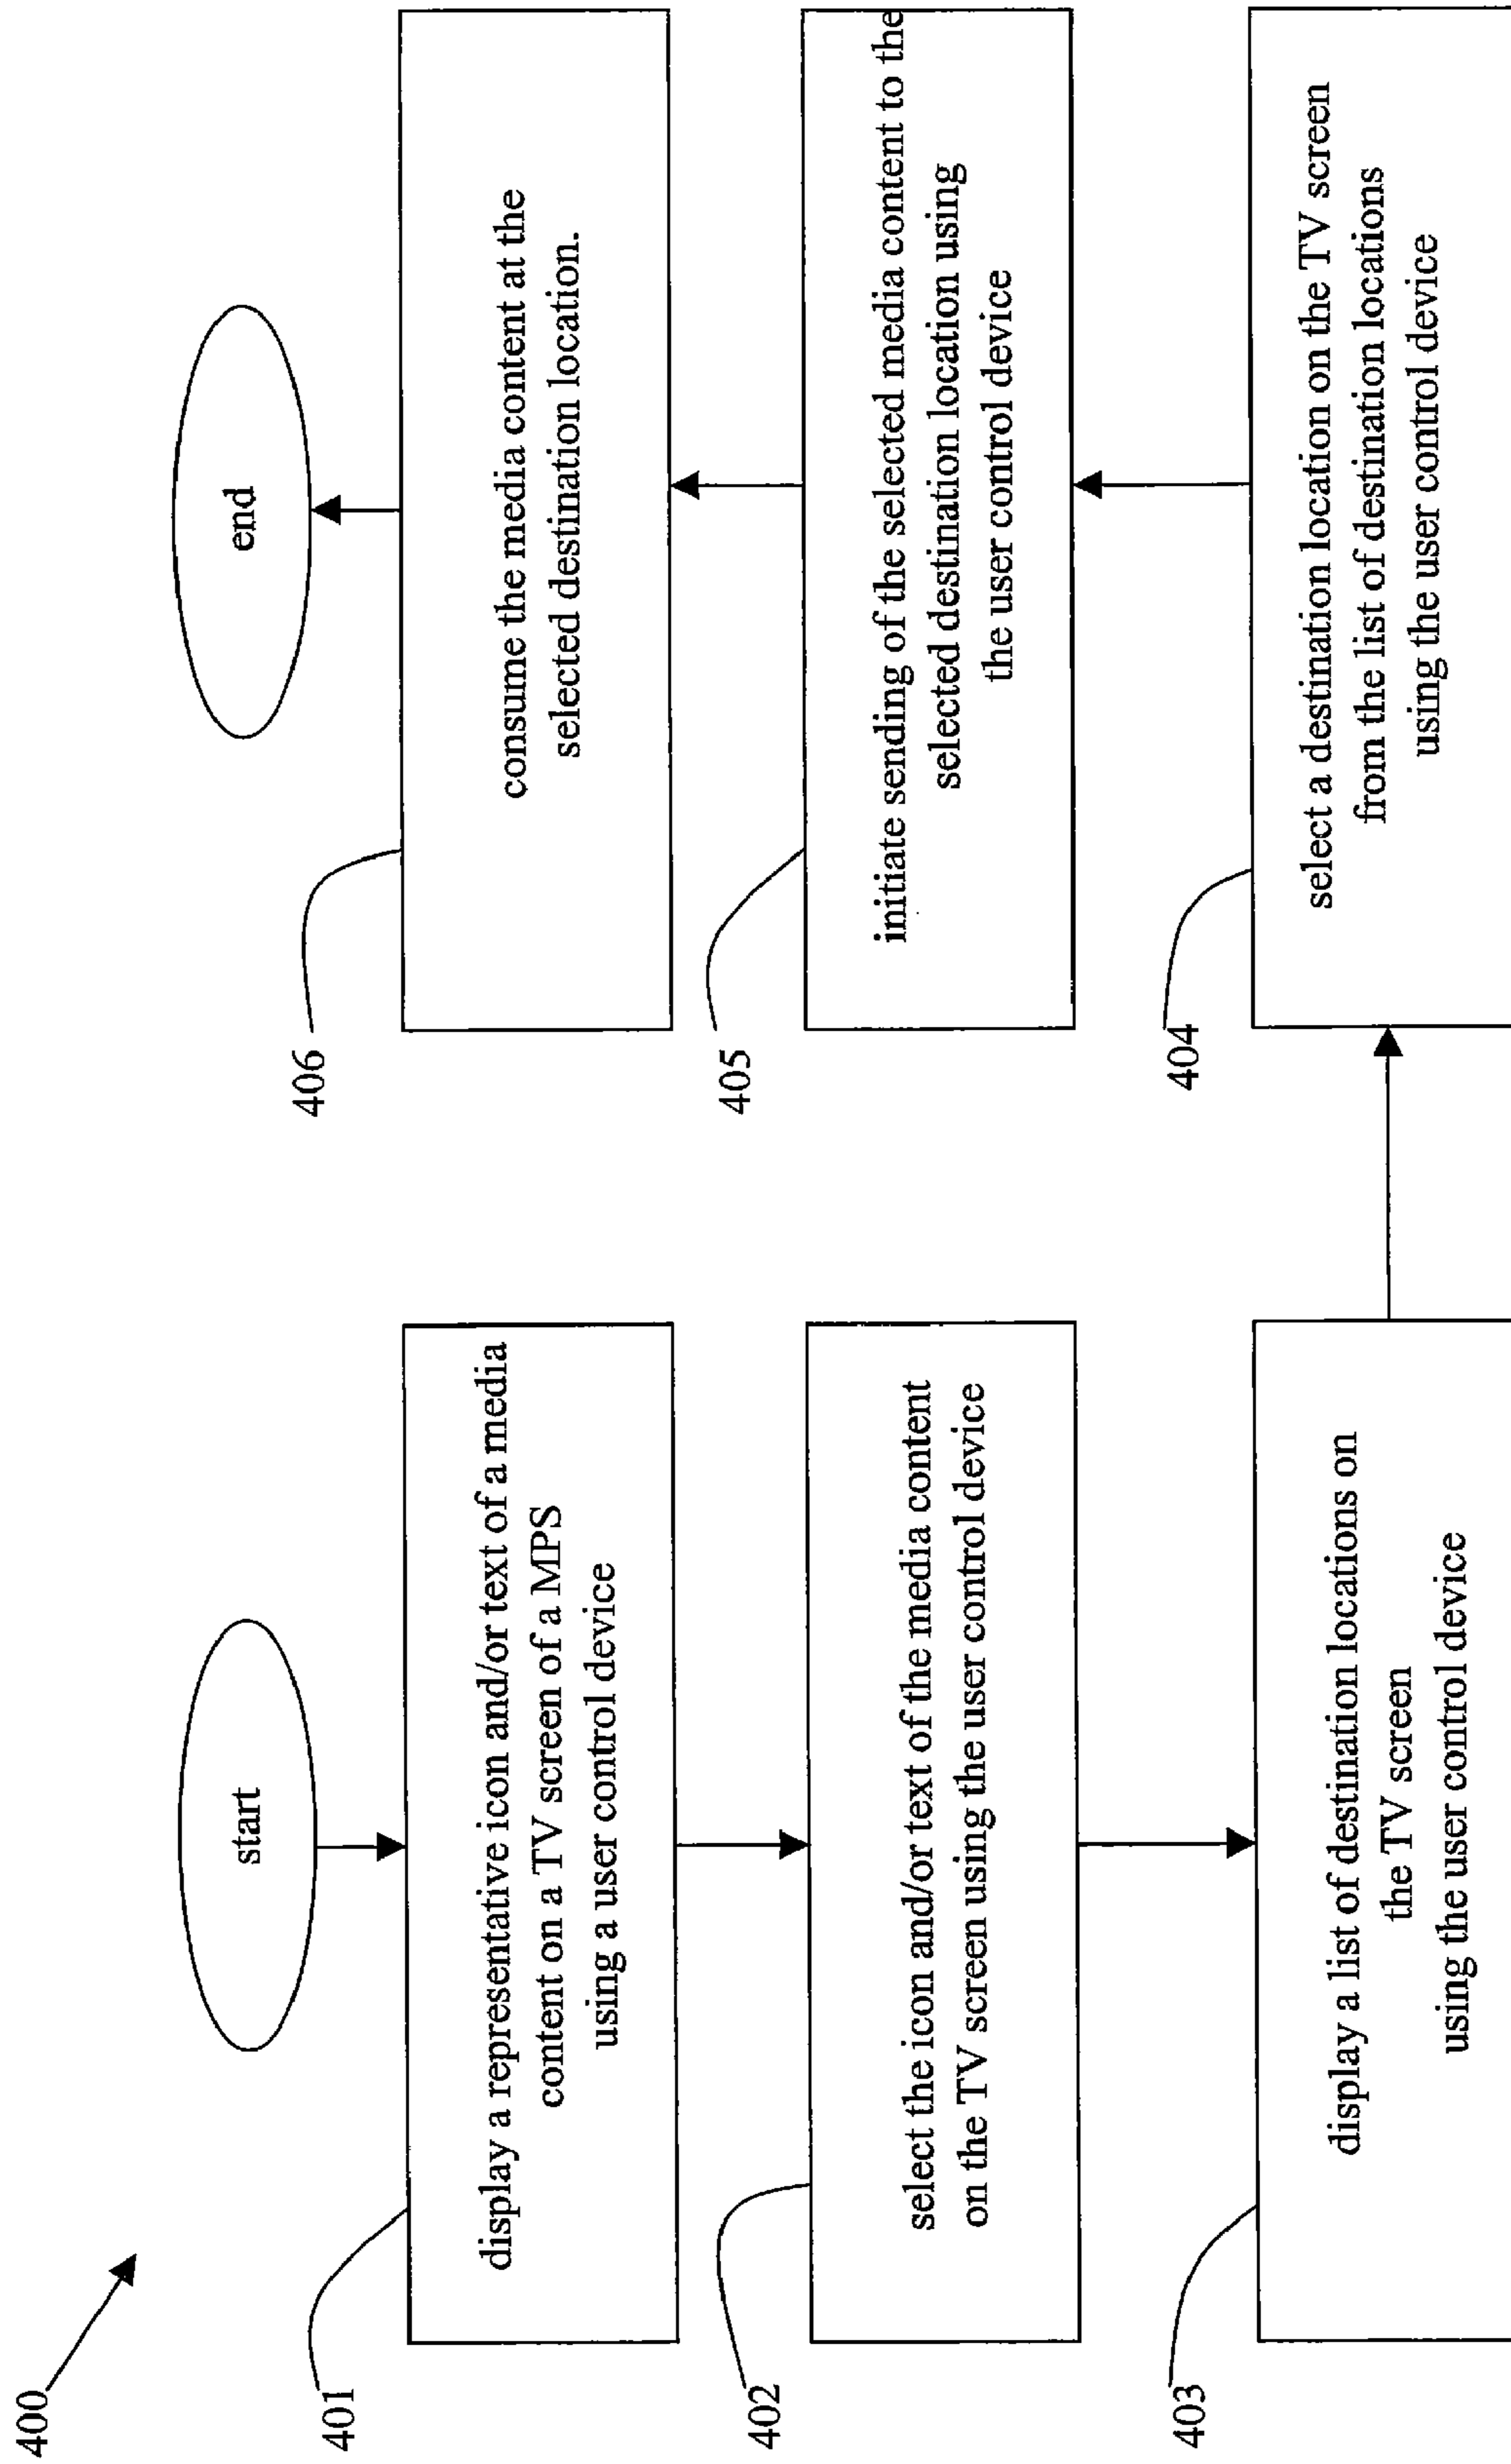 400
start
401
display a representative icon and/or text of a media
content on a TV screen of a MPS
using a user control device
402
select the icon and/or text of the media content
on the TV screen using the user control device
403
display a list of destination locations on
the TV screen
using the user control device
404
select a destination location on the TV screen
from the list of destination locations
using the user control device
405
initiate sending of the selected media content to the
selected destination location using
the user control device
406
consume the media content at the
selected destination location.
end